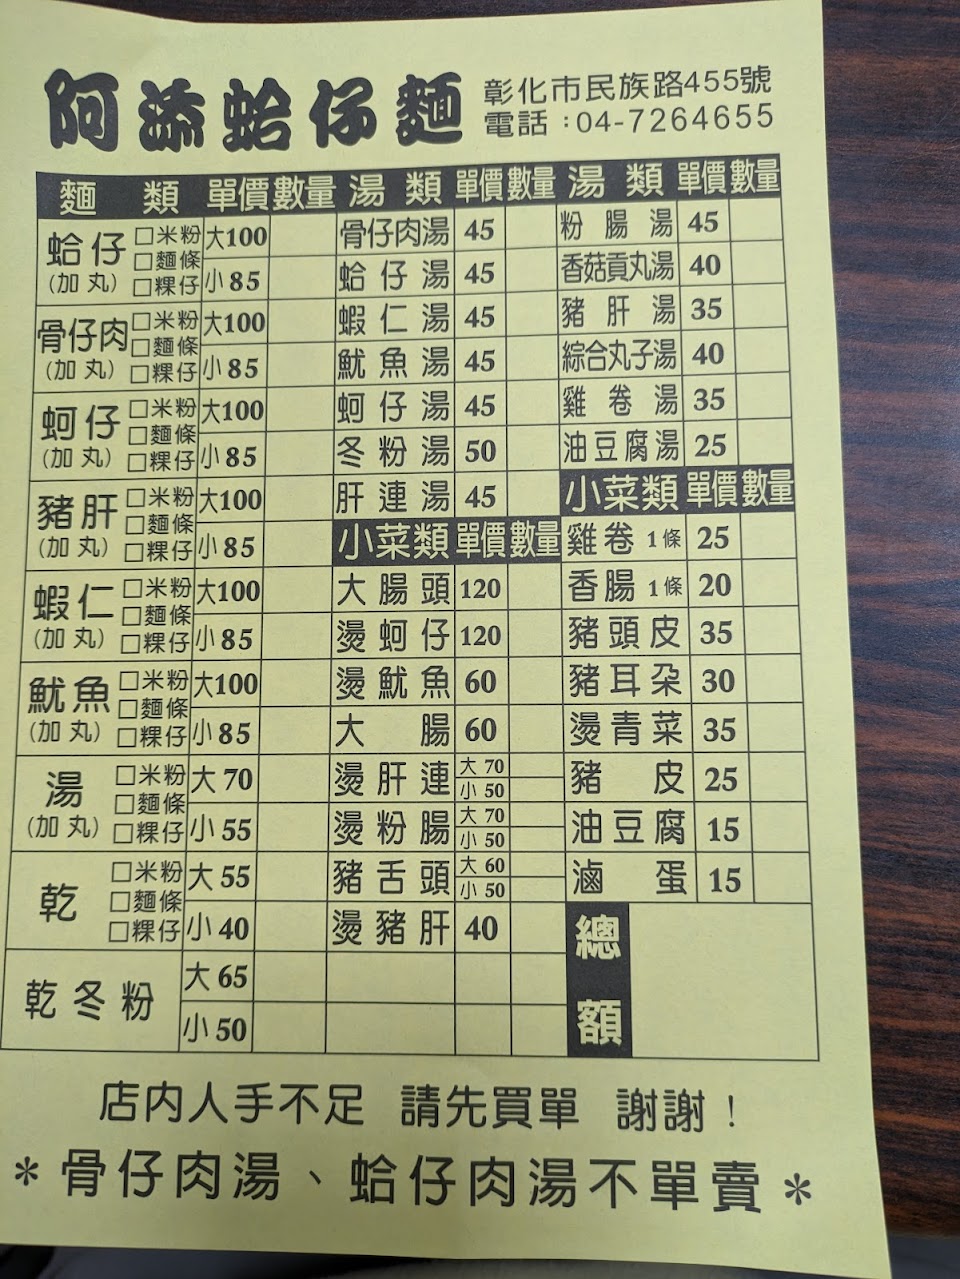 阿添蛤仔麵
彰化市民族路455號
電話:04-7264655
麵 類 單價 數量 湯 類 單價 數量 湯 類 單價 數量
蛤仔 (加丸) □米粉 □麵條 □粿仔 大100 小85
骨仔肉 (加丸) □米粉 □麵條 □粿仔 大100 小85
蚵仔 (加丸) □米粉 □麵條 □粿仔 大100 小85
豬肝 (加丸) □米粉 □麵條 □粿仔 大100 小85
蝦仁 (加丸) □米粉 □麵條 □粿仔 大100 小85
魷魚 (加丸) □米粉 □麵條 □粿仔 大100 小85
湯 (加丸) □米粉 □麵條 □粿仔 大70 小55
乾 □米粉 □麵條 □粿仔 大55 小40
乾冬粉 大65 小50
骨仔肉湯 45
蛤仔湯 45
蝦仁湯 45
魷魚湯 45
蚵仔湯 45
冬粉湯 50
肝連湯 45
小菜類 單價 數量
大腸頭 120
燙蚵仔 120
燙魷魚 60
大腸 60
燙肝連 大70 小50
燙粉腸 大70 小50
豬舌頭 大60 小50
燙豬肝 40
粉腸湯 45
香菇貢丸湯 40
豬肝湯 35
綜合丸子湯 40
雞卷湯 35
油豆腐湯 25
小菜類 單價 數量
雞卷 1條 25
香腸 1條 20
豬頭皮 35
豬耳朶 30
燙青菜 35
豬皮 25
油豆腐 15
滷蛋 15
總額
店內人手不足 請先買單 謝謝!
*骨仔肉湯、蛤仔肉湯不單賣*